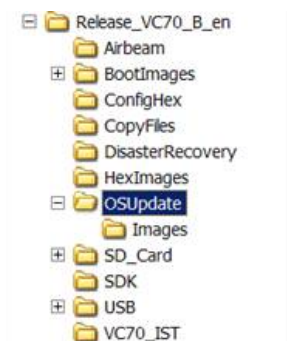 Release_VC70_B_en
Airbeam
BootImages
ConfigHex
CopyFiles
DisasterRecovery
HexImages
OSUpdate
Images
SD_Card
SDK
USB
VC70_IST